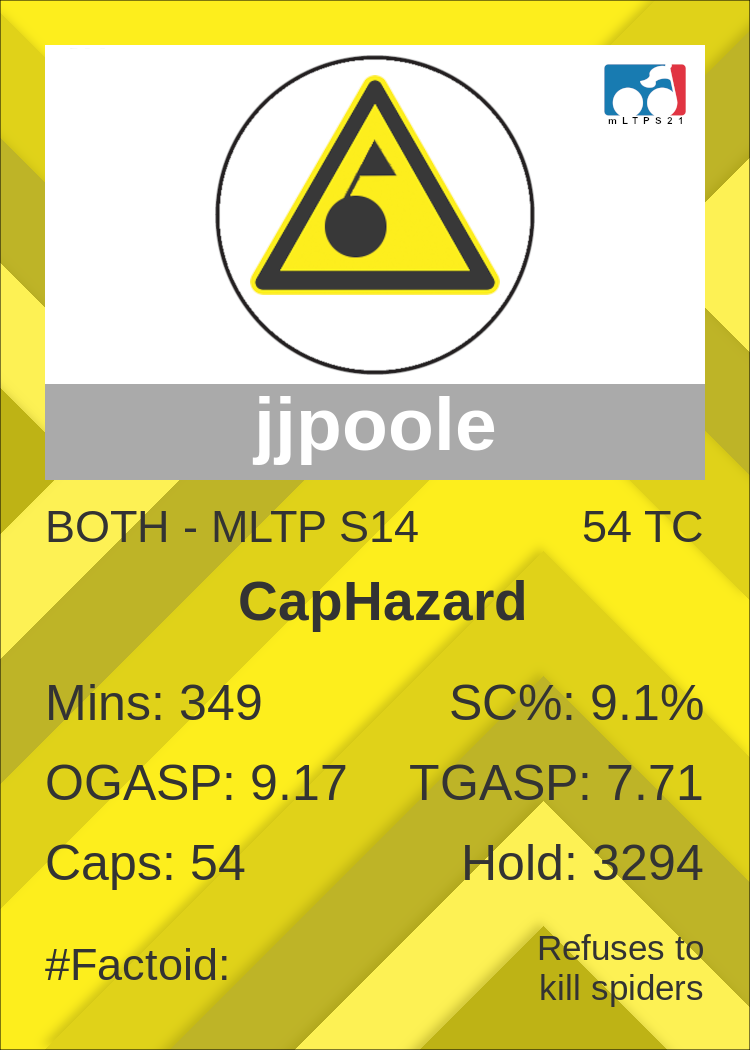 mLTPS21
jjpoole
BOTH - MLTP S14 54 TC
CapHazard
Mins: 349 SC%: 9.1%
OGASP: 9.17 TGASP: 7.71
Caps: 54 Hold: 3294
#Factoid: Refuses to
kill spiders